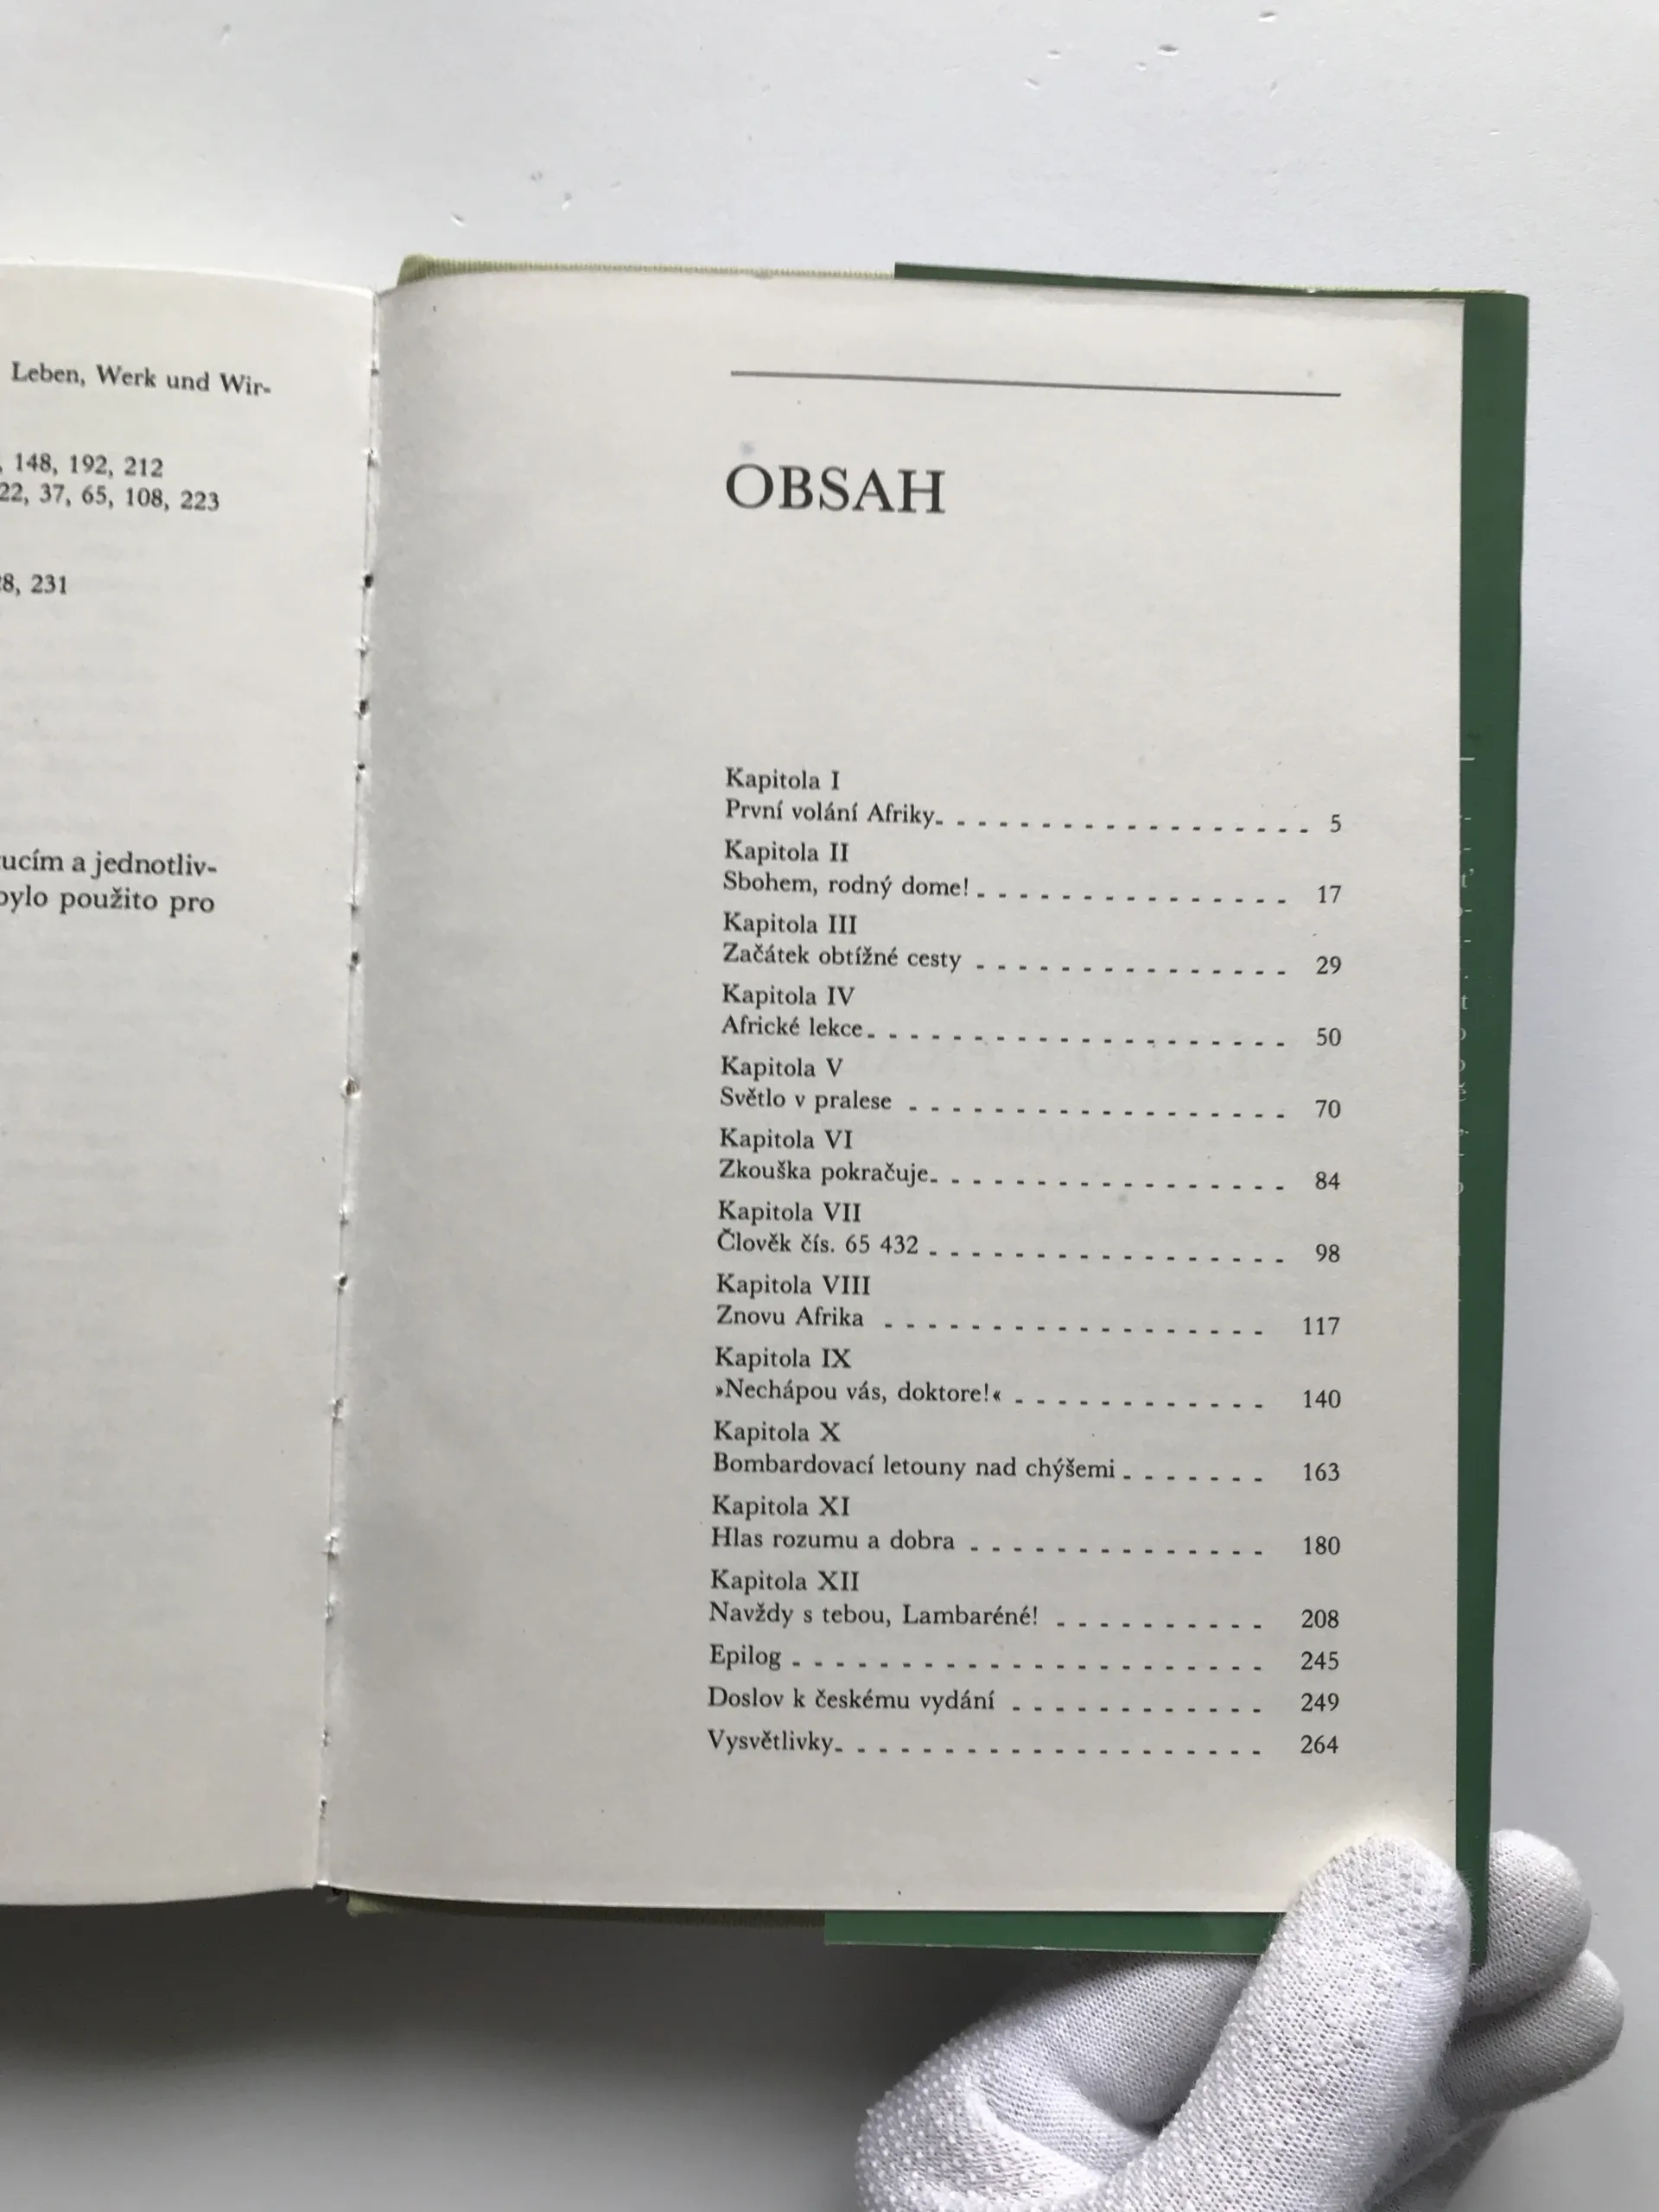 Leben, Werk und Wir-
148, 192, 212
22, 37, 65, 108, 223
8, 231
ucím a jednotliv-
bylo použito pro
OBSAH
Kapitola I
První volání Afriky 5
Kapitola II
Sbohem, rodný dome! 17
Kapitola III
Začátek obtížné cesty 29
Kapitola IV
Africké lekce 50
Kapitola V
Světlo v pralese 70
Kapitola VI
Zkouška pokračuje 84
Kapitola VII
Člověk čís. 65 432 98
Kapitola VIII
Znovu Afrika 117
Kapitola IX
»Nechápou vás, doktore!« 140
Kapitola X
Bombardovací letouny nad chýšemi 163
Kapitola XI
Hlas rozumu a dobra 180
Kapitola XII
Navždy s tebou, Lambaréné! 208
Epilog 245
Doslov k českému vydání 249
Vysvětlivky 264